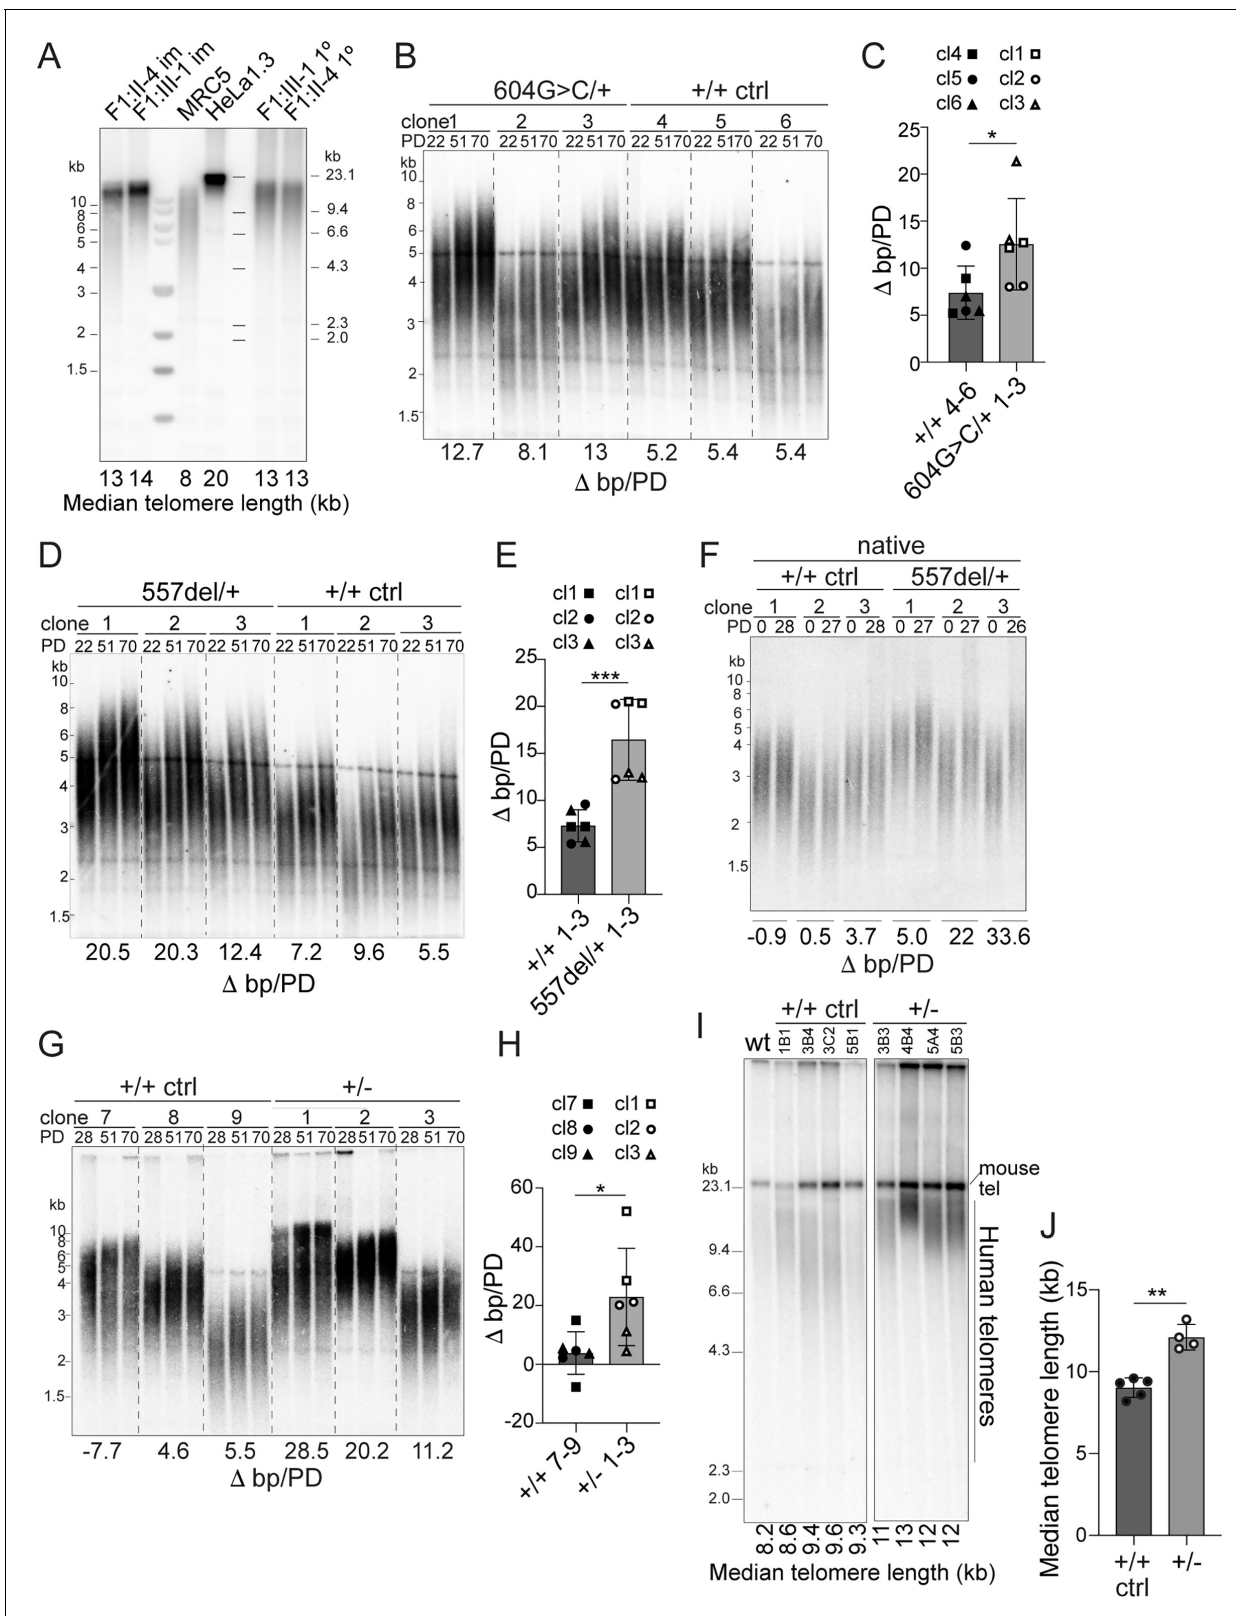 A
F1:II-4 im
F1:III-1 im
MRC5
HeLa1.3
F1:III-1 1º
F1:II-4 1º
kb
10
8
6
5
4
3
2
1.5
kb
23.1
9.4
6.6
4.3
2.3
2.0
13 14 8 20 13 13
Median telomere length (kb)
B
604G>C/+ +/+ ctrl
clone 1 2 3 4 5 6
PD 22 51 70 22 51 70 22 51 70 22 51 70 22 51 70 22 51 70
kb
10
8
6
5
4
3
2
1.5
12.7 8.1 13 5.2 5.4 5.4
Δ bp/PD
C
cl4 ■ cl1 □
cl5 ● cl2 ○
cl6 ▲ cl3 △
25
20
15
10
5
0
*
Δ bp/PD
+/+ 4-6
604G>C/+ 1-3
D
557del/+ +/+ ctrl
clone 1 2 3 1 2 3
PD 22 51 70 22 51 70 22 51 70 22 51 70 22 51 70 22 51 70
kb
10
8
6
5
4
3
2
1.5
20.5 20.3 12.4 7.2 9.6 5.5
Δ bp/PD
E
cl1 ■ cl1 □
cl2 ● cl2 ○
cl3 ▲ cl3 △
25
20
15
10
5
0
***
Δ bp/PD
+/+ 1-3
557del/+ 1-3
F
native
+/+ ctrl 557del/+
clone 1 2 3 1 2 3
PD 0 28 0 27 0 28 0 27 0 27 0 26
kb
10
8
6
5
4
3
2
1.5
-0.9 0.5 3.7 5.0 22 33.6
Δ bp/PD
G
+/+ ctrl +/-
clone 7 8 9 1 2 3
PD 28 51 70 28 51 70 28 51 70 28 51 70 28 51 70 28 51 70
kb
10
8
6
5
4
3
2
1.5
-7.7 4.6 5.5 28.5 20.2 11.2
Δ bp/PD
H
cl7 ■ cl1 □
cl8 ● cl2 ○
cl9 ▲ cl3 △
60
40
20
0
-20
*
Δ bp/PD
+/+ 7-9
+/- 1-3
I
+/+ ctrl +/-
wt 1B1 3B4 3C2 5B1 3B3 4B4 5A4 5B3
kb
23.1
9.4
6.6
4.3
2.3
2.0
mouse
tel
Human telomeres
8.2 8.6 9.4 9.6 9.3 11 13 12 12
Median telomere length (kb)
J
Median telomere length (kb)
15
10
5
0
**
+/+
ctrl
+/-